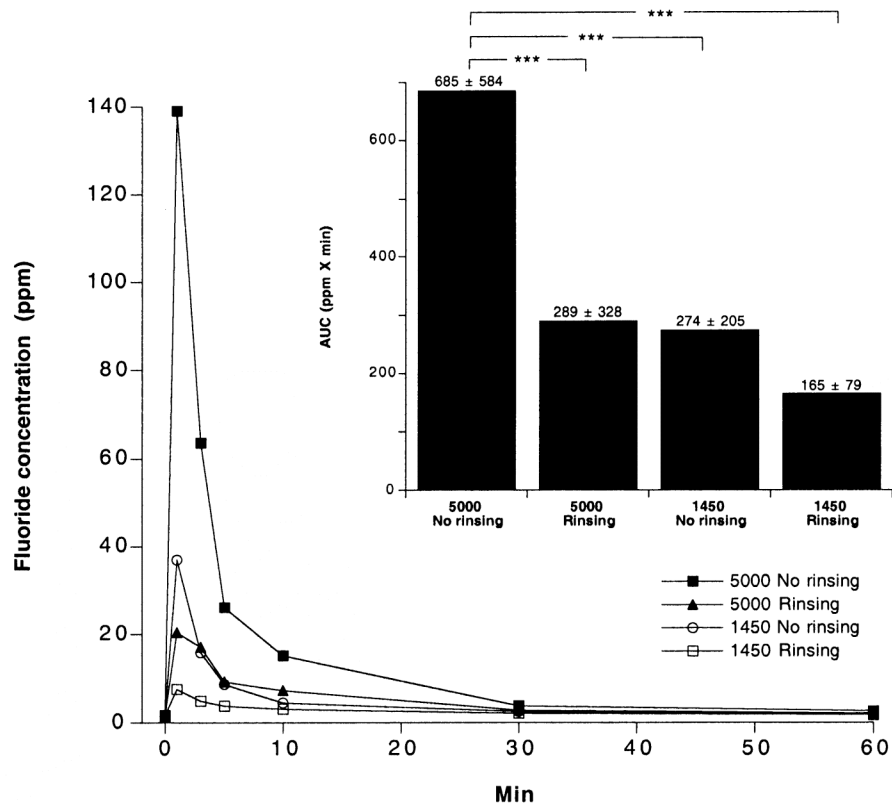 ***
***
***
685 ± 584
289 ± 328
274 ± 205
165 ± 79
600
400
200
0
AUC (ppm X min)
5000
No rinsing
5000
Rinsing
1450
No rinsing
1450
Rinsing
140
120
100
80
60
40
20
0
Fluoride concentration (ppm)
5000 No rinsing
5000 Rinsing
1450 No rinsing
1450 Rinsing
0
10
20
30
40
50
60
Min